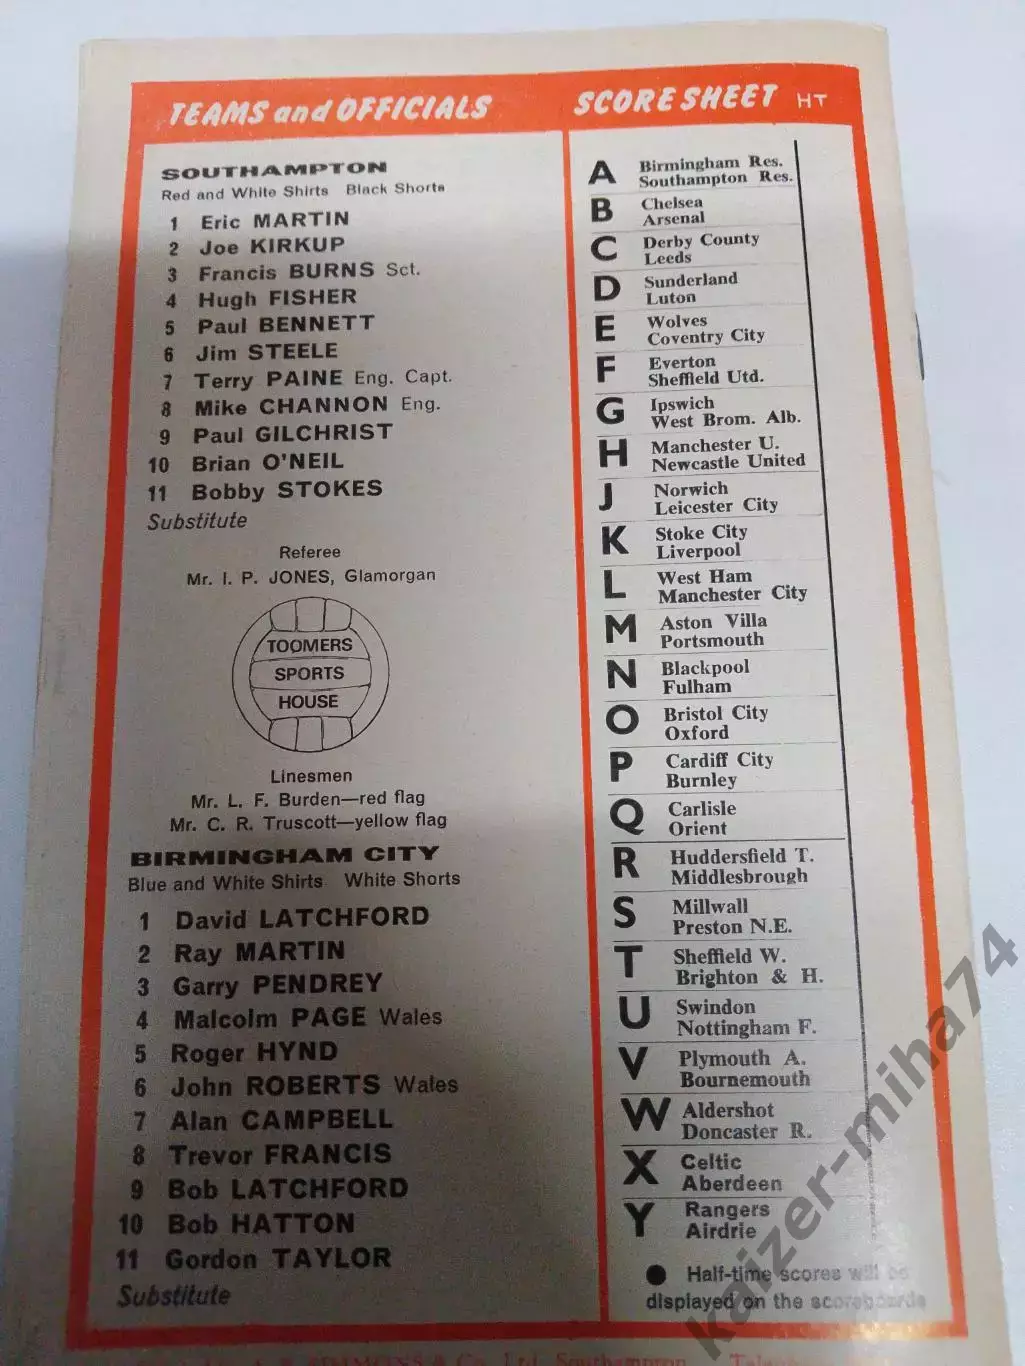 TEAMS and OFFICIALS
SOUTHAMPTON
Red and White Shirts Black Shorts
1 Eric MARTIN
2 Joe KIRKUP
3 Francis BURNS Sct.
4 Hugh FISHER
5 Paul BENNETT
6 Jim STEELE
7 Terry PAINE Eng. Capt.
8 Mike CHANNON Eng.
9 Paul GILCHRIST
10 Brian O'NEIL
11 Bobby STOKES
Substitute
Referee
Mr. I. P. JONES, Glamorgan
TOOMERS
SPORTS
HOUSE
Linesmen
Mr. L. F. Burden—red flag
Mr. C. R. Truscott—yellow flag
BIRMINGHAM CITY
Blue and White Shirts White Shorts
1 David LATCHFORD
2 Ray MARTIN
3 Garry PENDREY
4 Malcolm PAGE Wales
5 Roger HYND
6 John ROBERTS Wales
7 Alan CAMPBELL
8 Trevor FRANCIS
9 Bob LATCHFORD
10 Bob HATTON
11 Gordon TAYLOR
Substitute
SCORE SHEET HT
A Birmingham Res.
Southampton Res.
B Chelsea
Arsenal
C Derby County
Leeds
D Sunderland
Luton
E Wolves
Coventry City
F Everton
Sheffield Utd.
G Ipswich
West Brom. Alb.
H Manchester U.
Newcastle United
J Norwich
Leicester City
K Stoke City
Liverpool
L West Ham
Manchester City
M Aston Villa
Portsmouth
N Blackpool
Fulham
O Bristol City
Oxford
P Cardiff City
Burnley
Q Carlisle
Orient
R Huddersfield T.
Middlesbrough
S Millwall
Preston N.E.
T Sheffield W.
Brighton & H.
U Swindon
Nottingham F.
V Plymouth A.
Bournemouth
W Aldershot
Doncaster R.
X Celtic
Aberdeen
Y Rangers
Airdrie
● Half-time scores will be
displayed on the scoreboards
& Co. Ltd. Southampton
kaizer-miha74